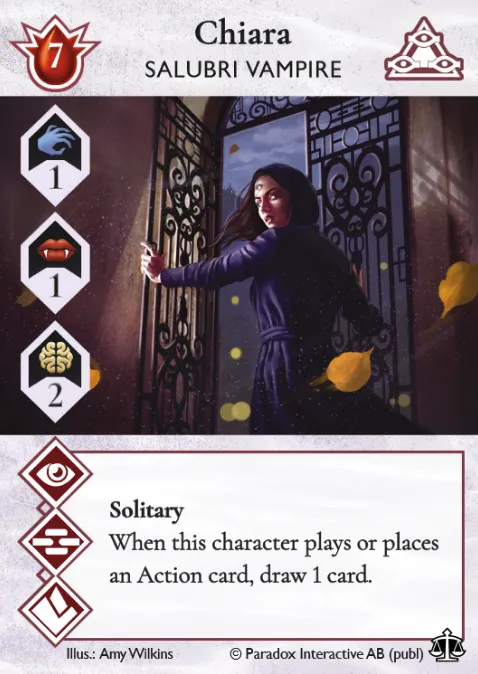 Chiara
7
SALUBRI VAMPIRE
1
1
2
Solitary
When this character plays or places
an Action card, draw 1 card.
Illus.: Amy Wilkins
© Paradox Interactive AB (publ)